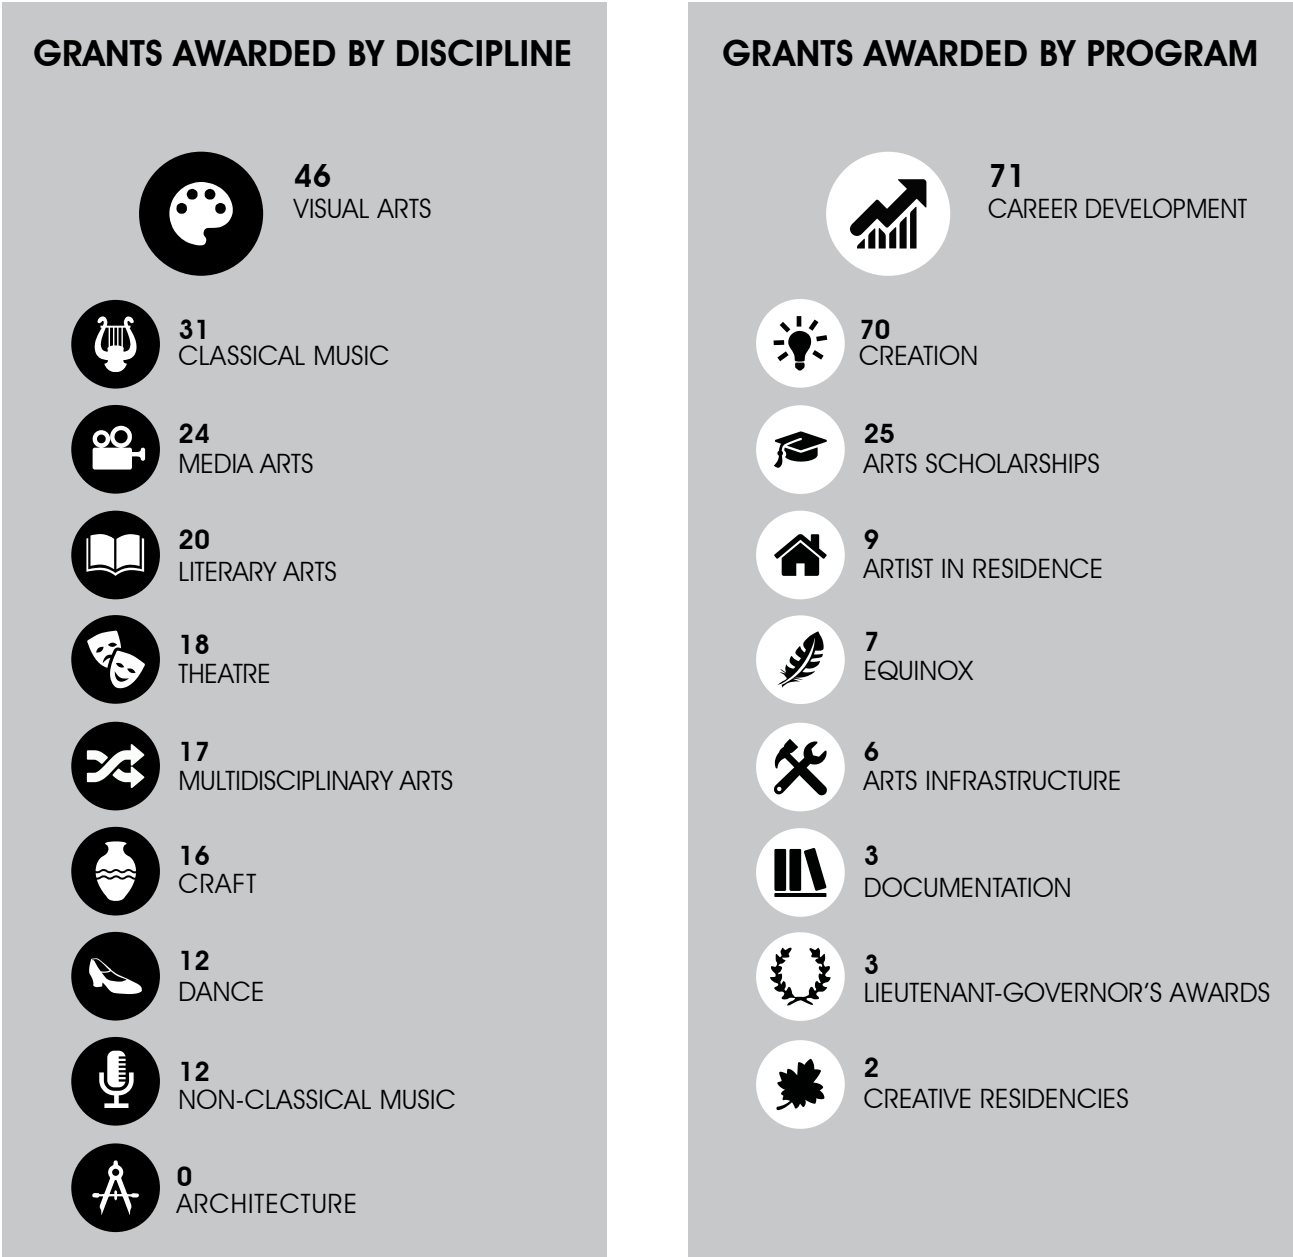 GRANTS AWARDED BY DISCIPLINE
46
VISUAL ARTS
31
CLASSICAL MUSIC
24
MEDIA ARTS
20
LITERARY ARTS
18
THEATRE
17
MULTIDISCIPLINARY ARTS
16
CRAFT
12
DANCE
12
NON-CLASSICAL MUSIC
0
ARCHITECTURE
GRANTS AWARDED BY PROGRAM
71
CAREER DEVELOPMENT
70
CREATION
25
ARTS SCHOLARSHIPS
9
ARTIST IN RESIDENCE
7
EQUINOX
6
ARTS INFRASTRUCTURE
3
DOCUMENTATION
3
LIEUTENANT-GOVERNOR'S AWARDS
2
CREATIVE RESIDENCIES